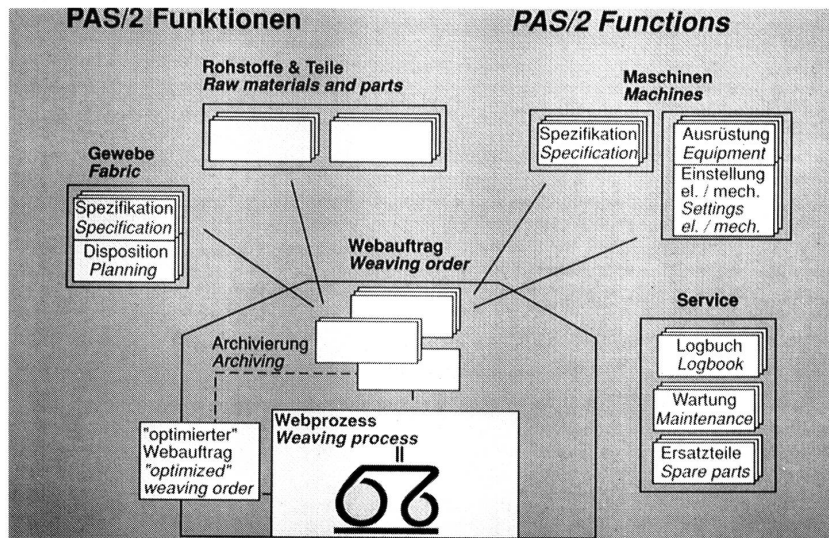 PAS/2 Funktionen
PAS/2 Functions
Rohstoffe & Teile
Raw materials and parts
Maschinen
Machines
Spezifikation
Specification
Ausrüstung
Equipment
Einstellung
el. / mech.
Settings
el. / mech.
Gewebe
Fabric
Spezifikation
Specification
Disposition
Planning
Webauftrag
Weaving order
Service
Logbuch
Logbook
Wartung
Maintenance
Ersatzteile
Spare parts
Archivierung
Archiving
"optimierter"
Webauftrag
"optimized"
weaving order
Webprozess
Weaving process